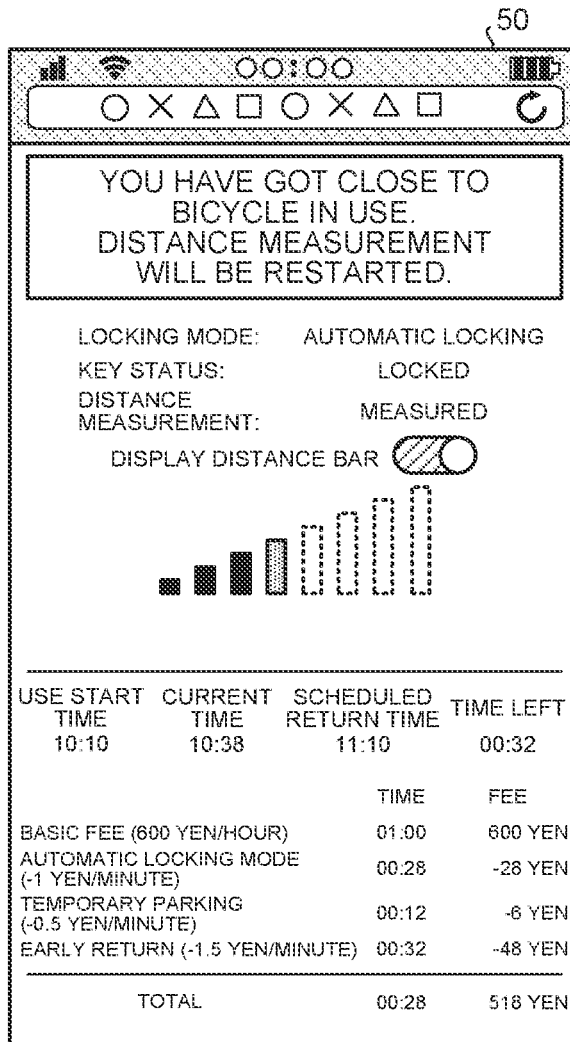 50
00:00
○×△□○×△□
YOU HAVE GOT CLOSE TO
BICYCLE IN USE.
DISTANCE MEASUREMENT
WILL BE RESTARTED.
LOCKING MODE: AUTOMATIC LOCKING
KEY STATUS: LOCKED
DISTANCE
MEASUREMENT: MEASURED
DISPLAY DISTANCE BAR
USE START CURRENT SCHEDULED TIME LEFT
TIME TIME RETURN TIME
10:10 10:38 11:10 00:32
TIME FEE
BASIC FEE (600 YEN/HOUR) 01:00 600 YEN
AUTOMATIC LOCKING MODE
(-1 YEN/MINUTE) 00:28 -28 YEN
TEMPORARY PARKING
(-0.5 YEN/MINUTE) 00:12 -6 YEN
EARLY RETURN (-1.5 YEN/MINUTE) 00:32 -48 YEN
TOTAL 00:28 518 YEN